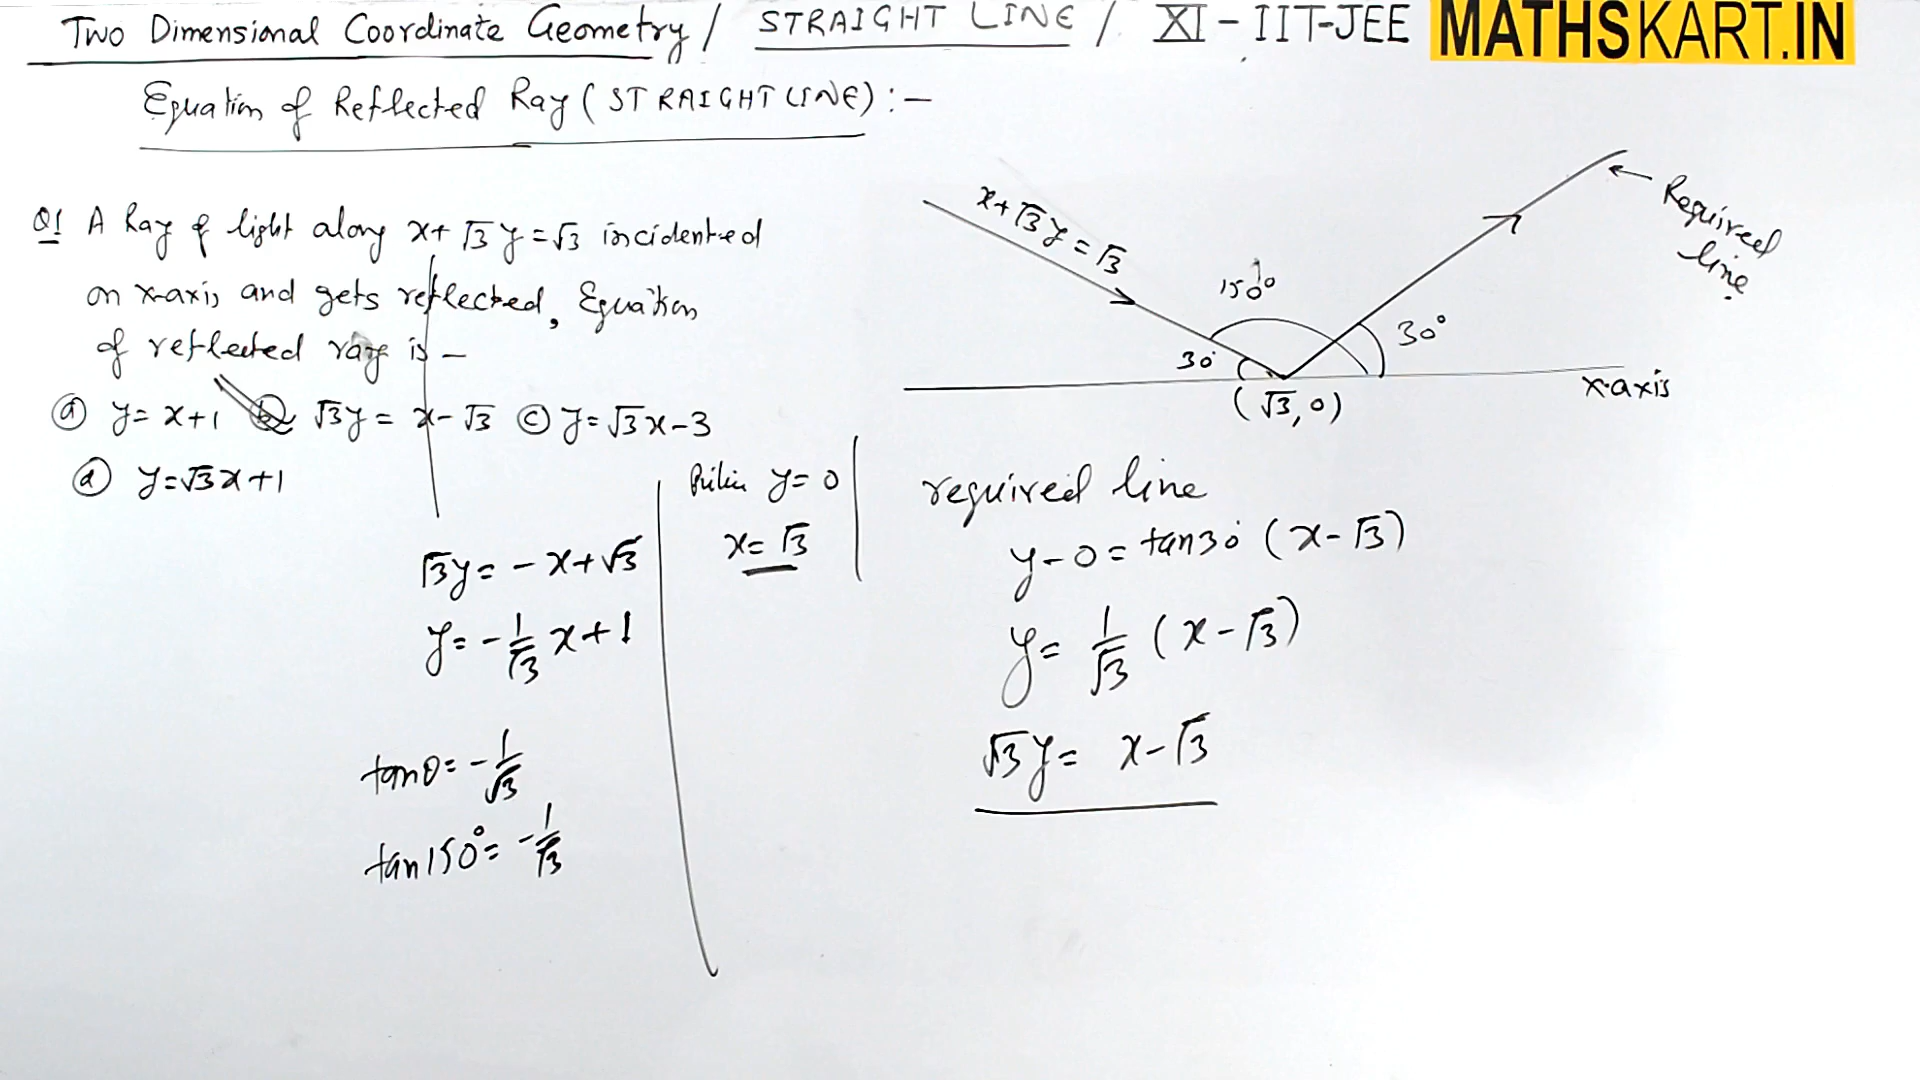 Two Dimensional Coordinate Geometry / STRAIGHT LINE / XI - IIT-JEE MATHSKART.IN
Equation of Reflected Ray (STRAIGHT LINE) :-
Q1 A Ray of light along x+√3y=√3 incidented
on x-axis and gets reflected, Equation
of reflected ray is -
(a) y=x+1 (b) √3y=x-√3 (c) y=√3x-3
(d) y=√3x+1
√3y=-x+√3
y=-1/√3 x+1
tanθ=-1/√3
tan150°=-1/√3
y=0
x=√3
x+√3y=√3
150°
30°
30°
(√3,0)
x-axis
Required
line
required line
y-0=tan30°(x-√3)
y=1/√3(x-√3)
√3y=x-√3